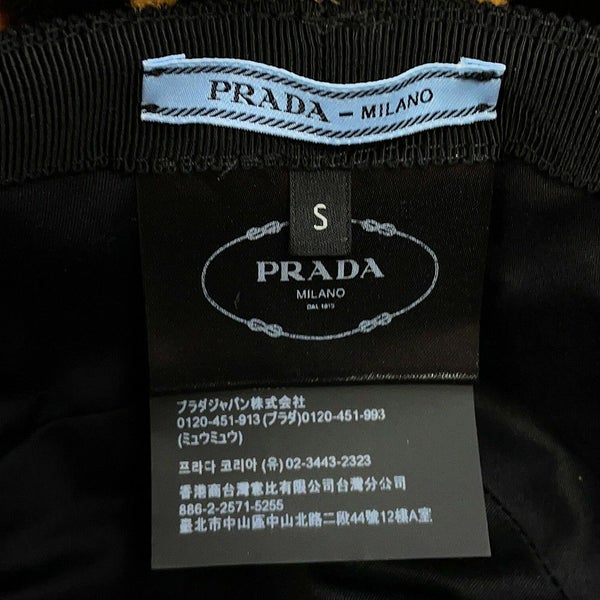 PRADA - MILANO
S
PRADA
MILANO
DAL 1913
プラダジャパン株式会社
0120-451-913(プラダ)0120-451-993
(ミュウミュウ)
프라다 코리아 (유) 02-3443-2323
香港商台灣意比有限公司台灣分公司
886-2-2571-5255
臺北市中山區中山北路二段44號12樓A室